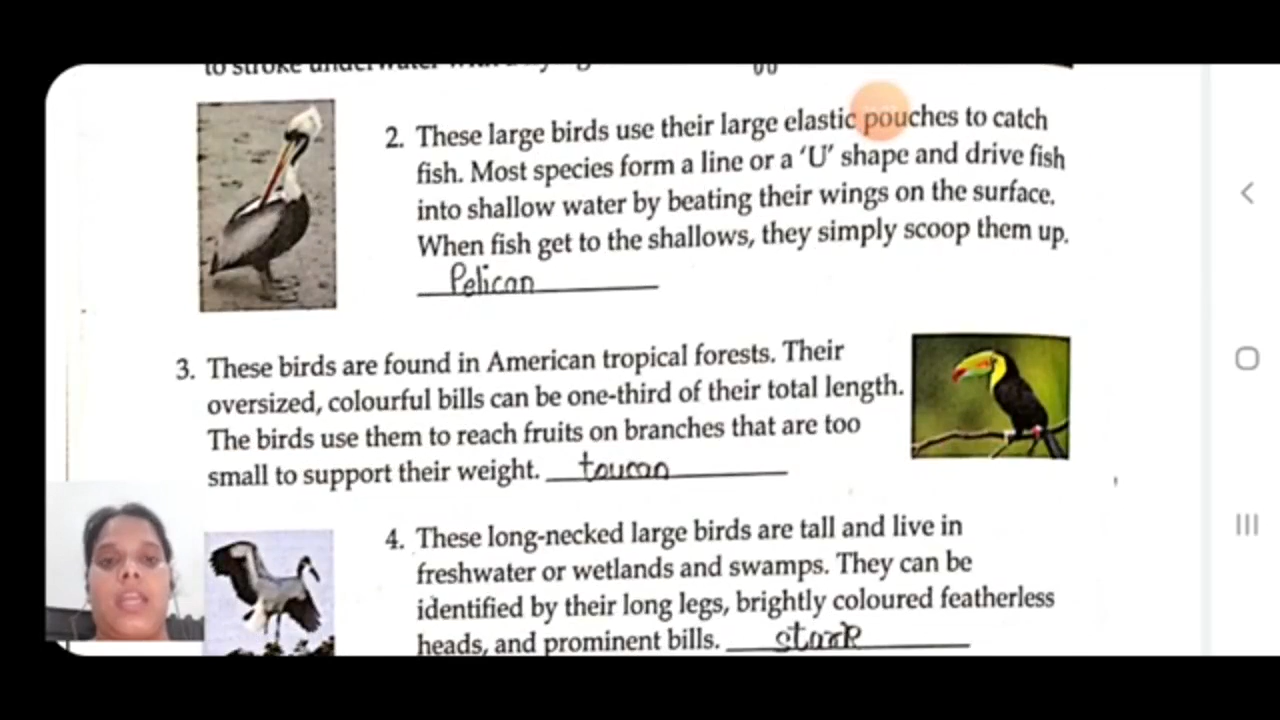 to stroke underwater
2. These large birds use their large elastic pouches to catch
fish. Most species form a line or a ‘U’ shape and drive fish
into shallow water by beating their wings on the surface.
When fish get to the shallows, they simply scoop them up.
Pelican
3. These birds are found in American tropical forests. Their
oversized, colourful bills can be one-third of their total length.
The birds use them to reach fruits on branches that are too
small to support their weight. toucan
4. These long-necked large birds are tall and live in
freshwater or wetlands and swamps. They can be
identified by their long legs, brightly coloured featherless
heads, and prominent bills. stork